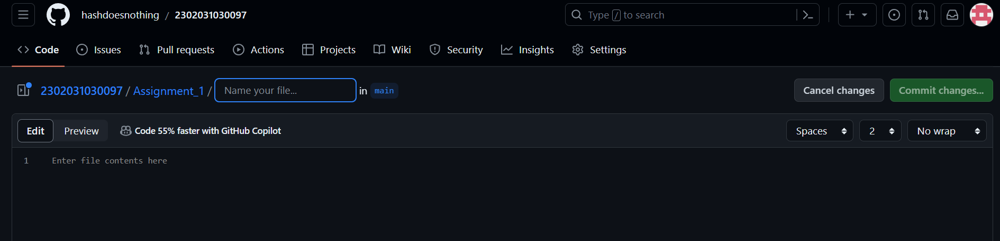 hashdoesnothing / 2302031030097
Type / to search
Code Issues Pull requests Actions Projects Wiki Security Insights Settings
2302031030097 / Assignment_1 / Name your file... in main Cancel changes Commit changes...
Edit Preview Code 55% faster with GitHub Copilot Spaces 2 No wrap
1 Enter file contents here